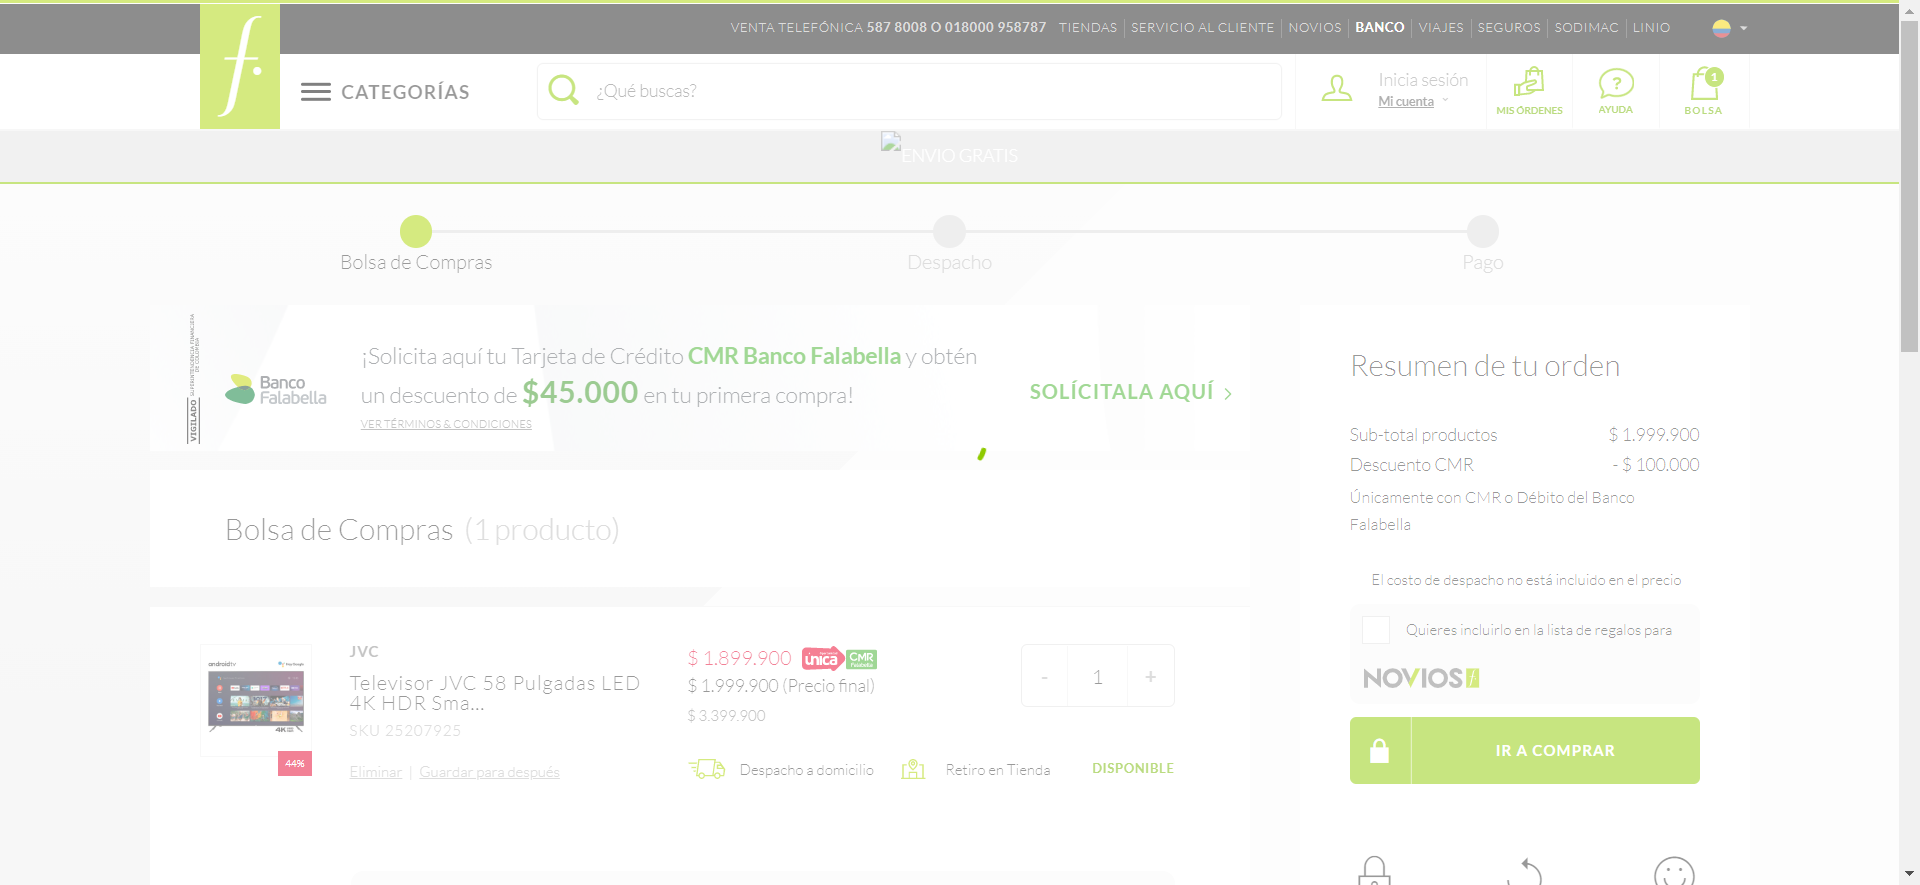 VENTA TELEFÓNICA 587 8008 O 018000 958787 TIENDAS SERVICIO AL CLIENTE NOVIOS BANCO VIAJES SEGUROS SODIMAC LINIO
f.
CATEGORÍAS
¿Qué buscas?
Inicia sesión
Mi cuenta
MIS ÓRDENES
AYUDA
1
BOLSA
ENVIO GRATIS
Bolsa de Compras
Despacho
Pago
VIGILADO SUPERINTENDENCIA FINANCIERA
DE COLOMBIA
Banco
Falabella
¡Solicita aquí tu Tarjeta de Crédito CMR Banco Falabella y obtén
un descuento de $45.000 en tu primera compra!
VER TÉRMINOS & CONDICIONES
SOLÍCITALA AQUÍ
Bolsa de Compras (1 producto)
androidtv
4K HDR
44%
JVC
Televisor JVC 58 Pulgadas LED
4K HDR Sma...
SKU 25207925
Eliminar | Guardar para después
$ 1.899.900 única CMR Falabella
$ 1.999.900 (Precio final)
$ 3.399.900
- 1 +
Despacho a domicilio
Retiro en Tienda
DISPONIBLE
Resumen de tu orden
Sub-total productos $ 1.999.900
Descuento CMR - $ 100.000
Únicamente con CMR o Débito del Banco
Falabella
El costo de despacho no está incluido en el precio
Quieres incluirlo en la lista de regalos para
NOVIOS f.
IR A COMPRAR